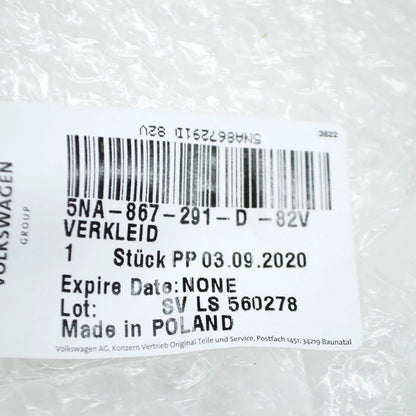 VOLKSWAGEN
GROUP
3822
5NA867291D 82V
5NA-867-291-D -82V
VERKLEID
1 Stück PP 03.09.2020
Expire Date:NONE
Lot: SV LS 560278
Made in POLAND
Volkswagen AG, Konzern Vertrieb Original Teile und Service, Postfach 1451, 34219 Baunatal